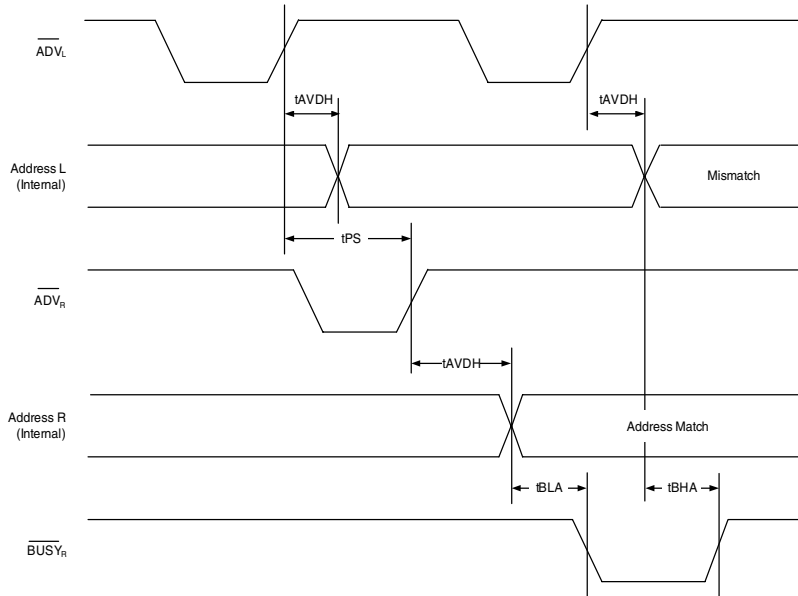 ADVL
tAVDH
tAVDH
Address L
(Internal)
Mismatch
tPS
ADVR
tAVDH
Address R
(Internal)
Address Match
tBLA
tBHA
BUSYR